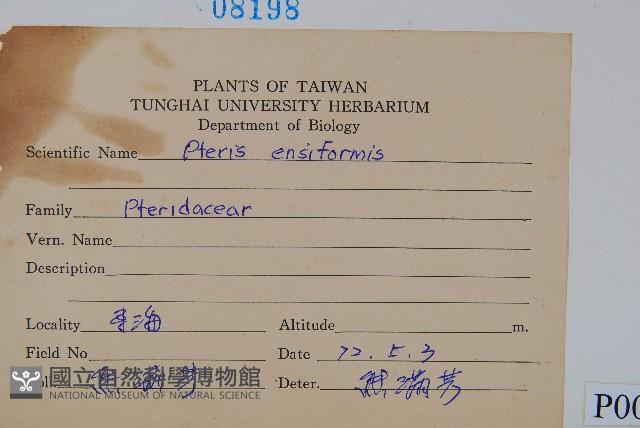 08198
PLANTS OF TAIWAN
TUNGHAI UNIVERSITY HERBARIUM
Department of Biology
Scientific Name Pteris ensiformis
Family Pteridacear
Vern. Name
Description
Locality 东海
Altitude m.
Field No
Date 72.5.3
Deter.
國立自然科學博物館
NATIONAL MUSEUM OF NATURAL SCIENCE
P00